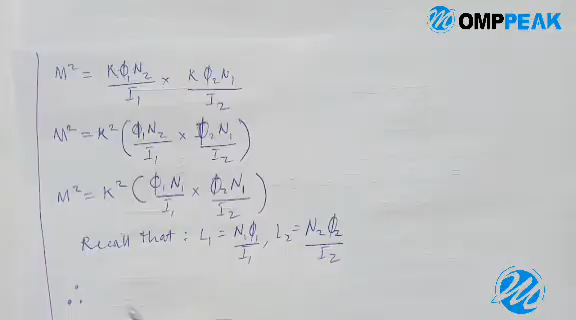 OMPPEAK
M² = Kϕ₁N₂/I₁ × Kϕ₂N₁/I₂
M² = K² (ϕ₁N₂/I₁ × ϕ₂N₁/I₂)
M² = K² (ϕ₁N₁/I₁ × ϕ₂N₁/I₂)
Recall that: L₁ = N₁ϕ₁/I₁, L₂ = N₂ϕ₂/I₂
∴